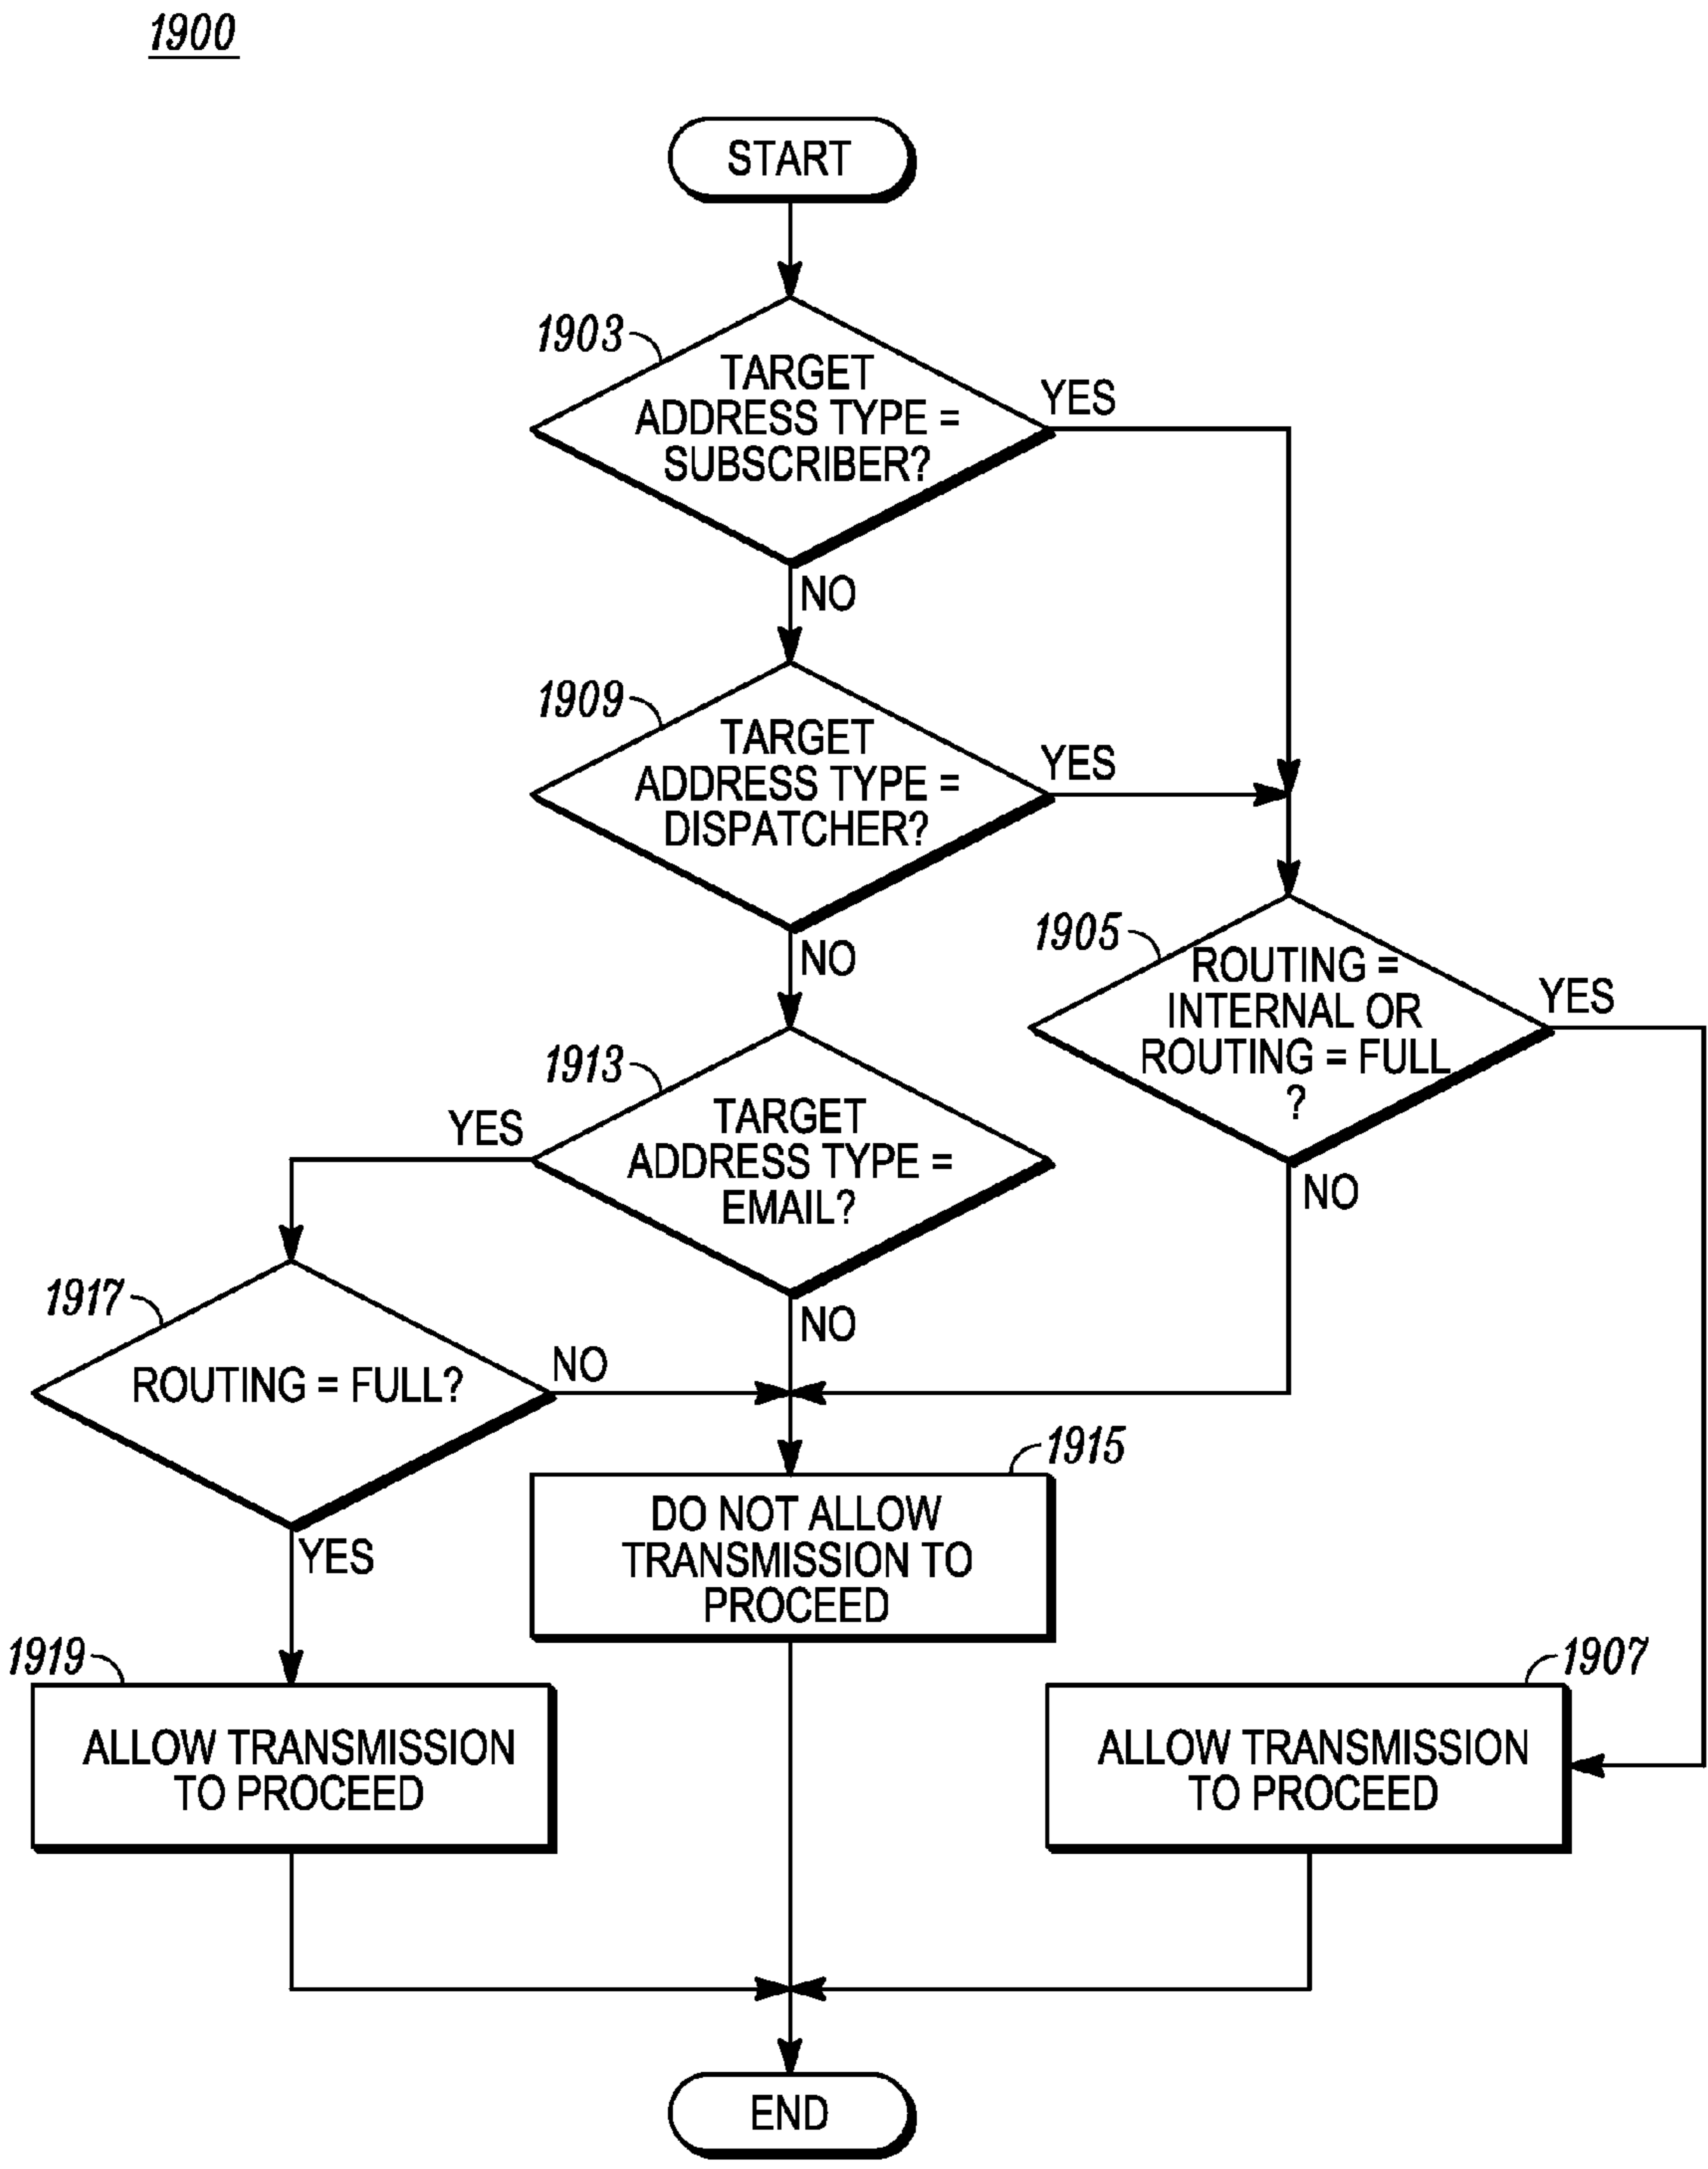 1900
START
1903
TARGET
ADDRESS TYPE =
SUBSCRIBER?
YES
NO
1909
TARGET
ADDRESS TYPE =
DISPATCHER?
YES
NO
1905
ROUTING =
INTERNAL OR
ROUTING = FULL
?
YES
NO
1913
TARGET
ADDRESS TYPE =
EMAIL?
YES
NO
1917
ROUTING = FULL?
NO
YES
1915
DO NOT ALLOW
TRANSMISSION TO
PROCEED
1919
ALLOW TRANSMISSION
TO PROCEED
1907
ALLOW TRANSMISSION
TO PROCEED
END